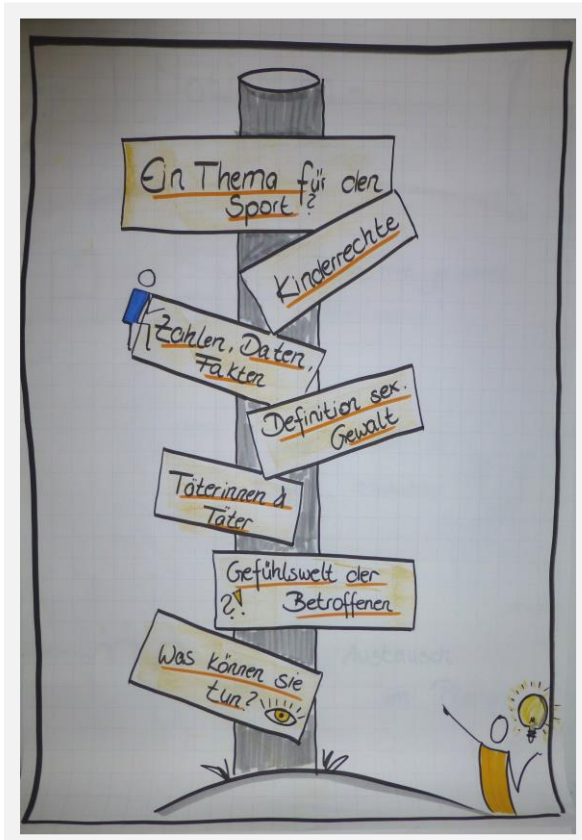 Ein Thema für den
Sport?
Kinderrechte
Zahlen, Daten,
Fakten
Definition sex.
Gewalt
Täterinnen &
Täter
Gefühlswelt der
?! Betroffenen
Was können sie
tun?
Austausch